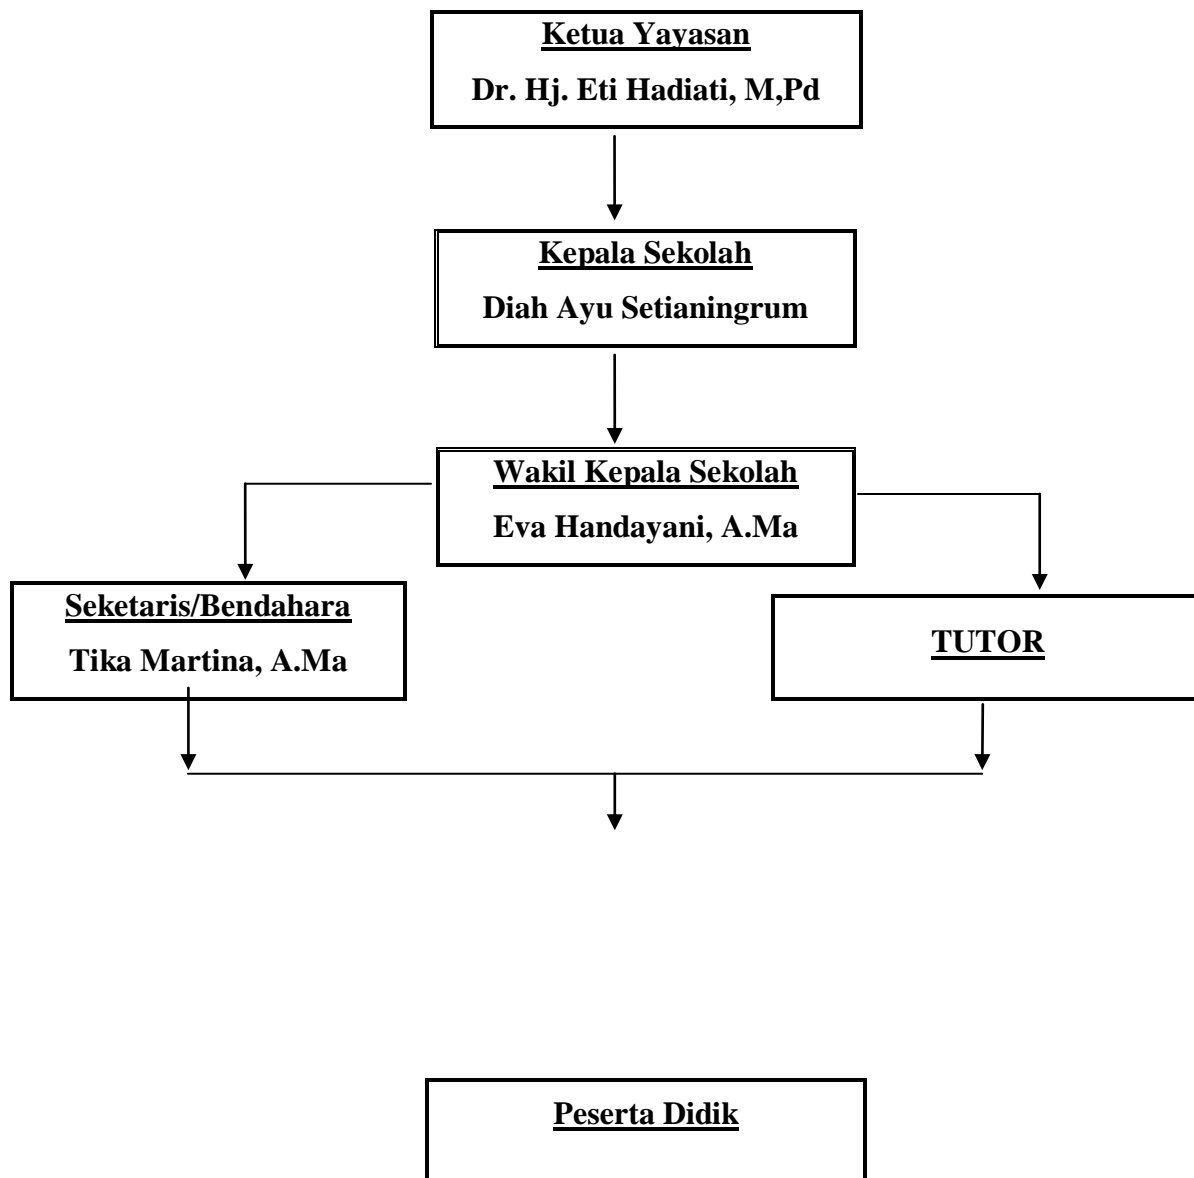 Ketua Yayasan
Dr. Hj. Eti Hadiati, M,Pd
Kepala Sekolah
Diah Ayu Setianingrum
Wakil Kepala Sekolah
Eva Handayani, A.Ma
Seketaris/Bendahara
Tika Martina, A.Ma
TUTOR
Peserta Didik